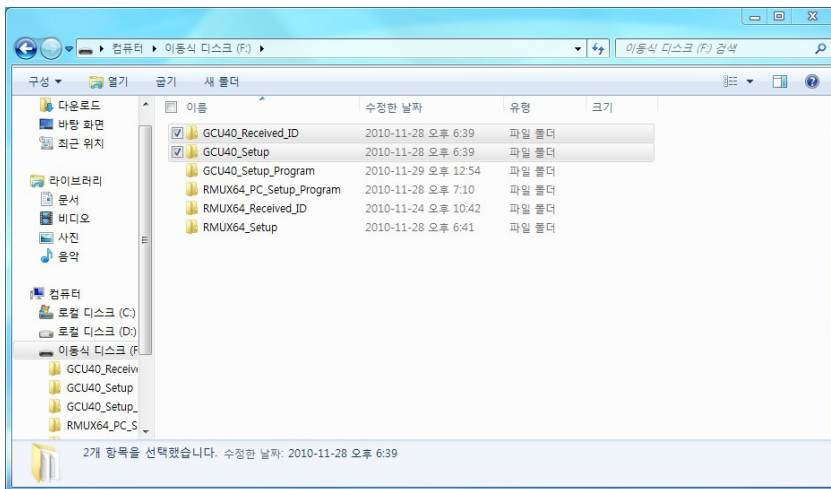 컴퓨터 ▸ 이동식 디스크 (F:) ▸
이동식 디스크 (F:) 검색
구성 열기 굽기 새 폴더
다운로드
바탕 화면
최근 위치
라이브러리
문서
비디오
사진
음악
컴퓨터
로컬 디스크 (C:)
로컬 디스크 (D:)
이동식 디스크 (F
GCU40_Receiv
GCU40_Setup
GCU40_Setup_
RMUX64_PC_S
이름 수정한 날짜 유형 크기
GCU40_Received_ID 2010-11-28 오후 6:39 파일 폴더
GCU40_Setup 2010-11-28 오후 6:39 파일 폴더
GCU40_Setup_Program 2010-11-29 오후 12:54 파일 폴더
RMUX64_PC_Setup_Program 2010-11-28 오후 7:10 파일 폴더
RMUX64_Received_ID 2010-11-24 오후 10:42 파일 폴더
RMUX64_Setup 2010-11-28 오후 6:41 파일 폴더
2개 항목을 선택했습니다. 수정한 날짜: 2010-11-28 오후 6:39